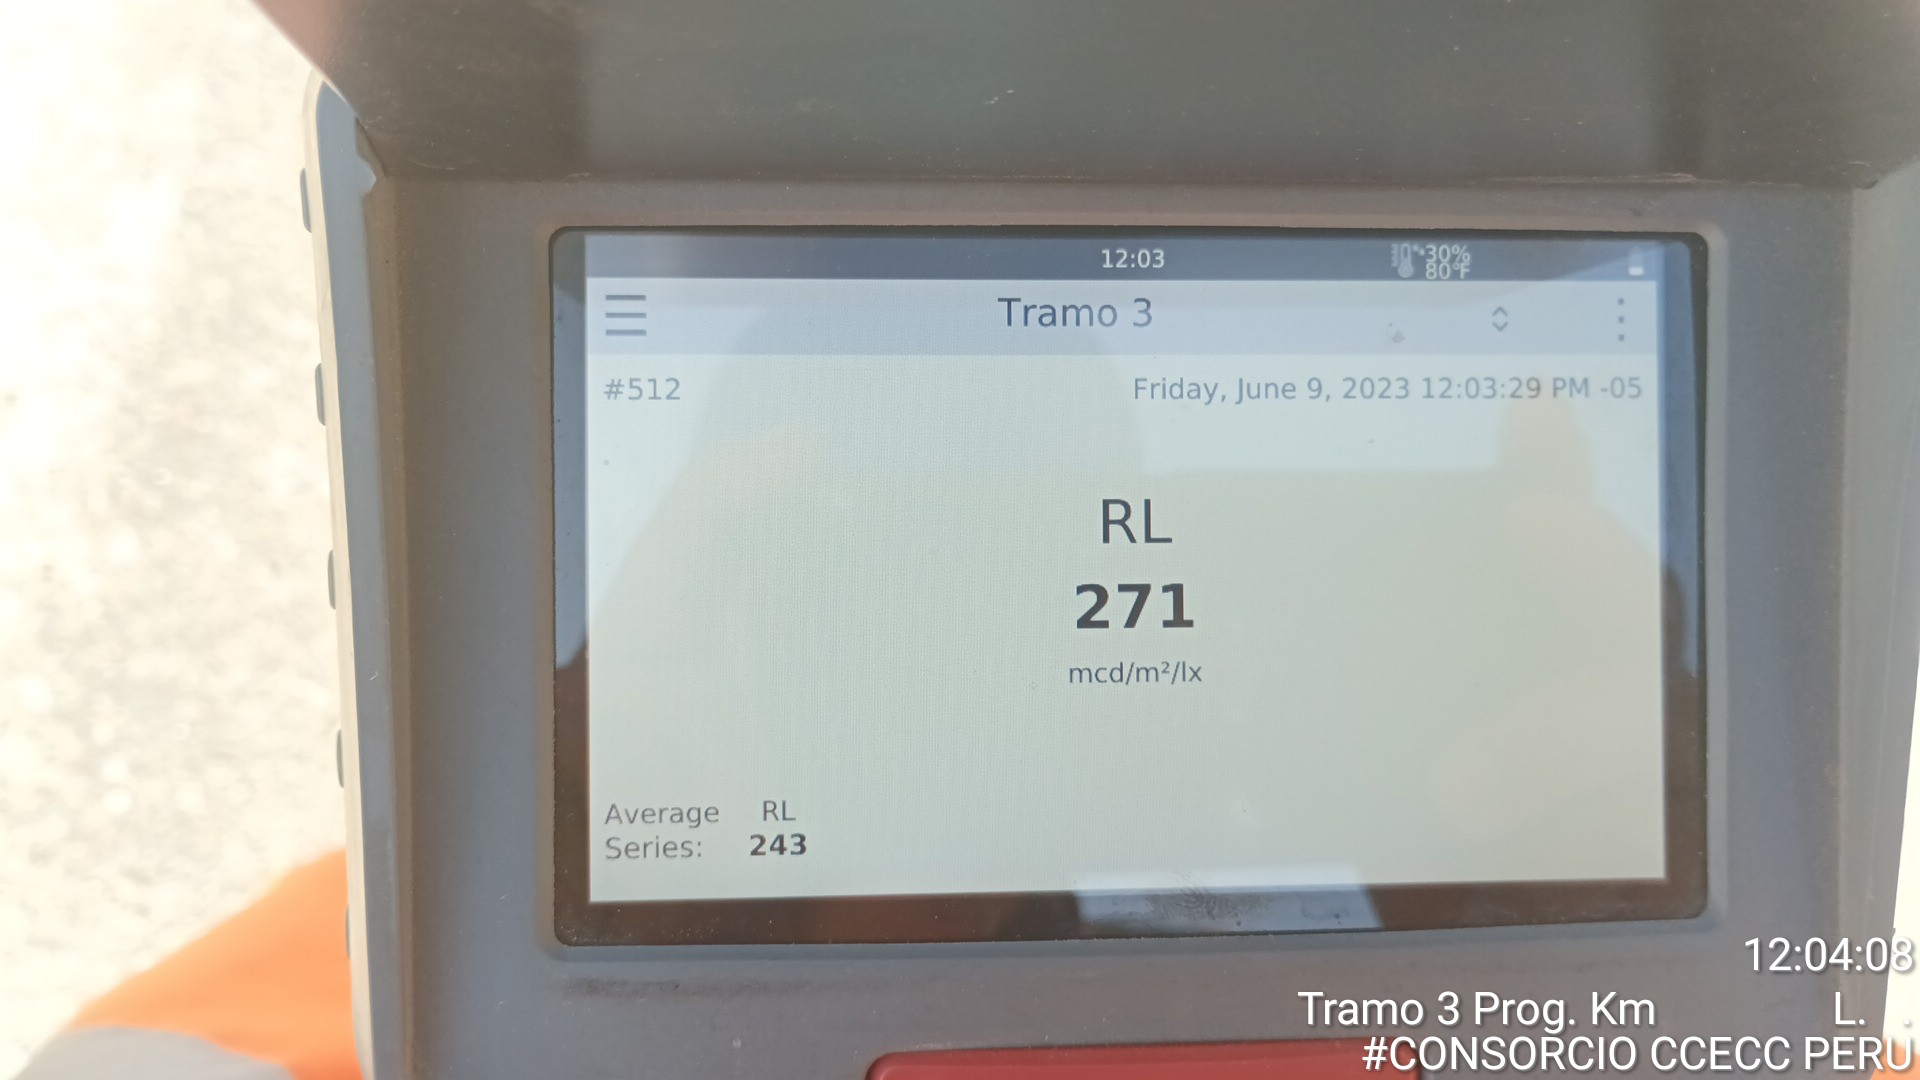 12:03
30%
80°F
Tramo 3
#512
Friday, June 9, 2023 12:03:29 PM -05
RL
271
mcd/m²/lx
Average RL
Series: 243
12:04:08
Tramo 3 Prog. Km L. .
#CONSORCIO CCECC PERU